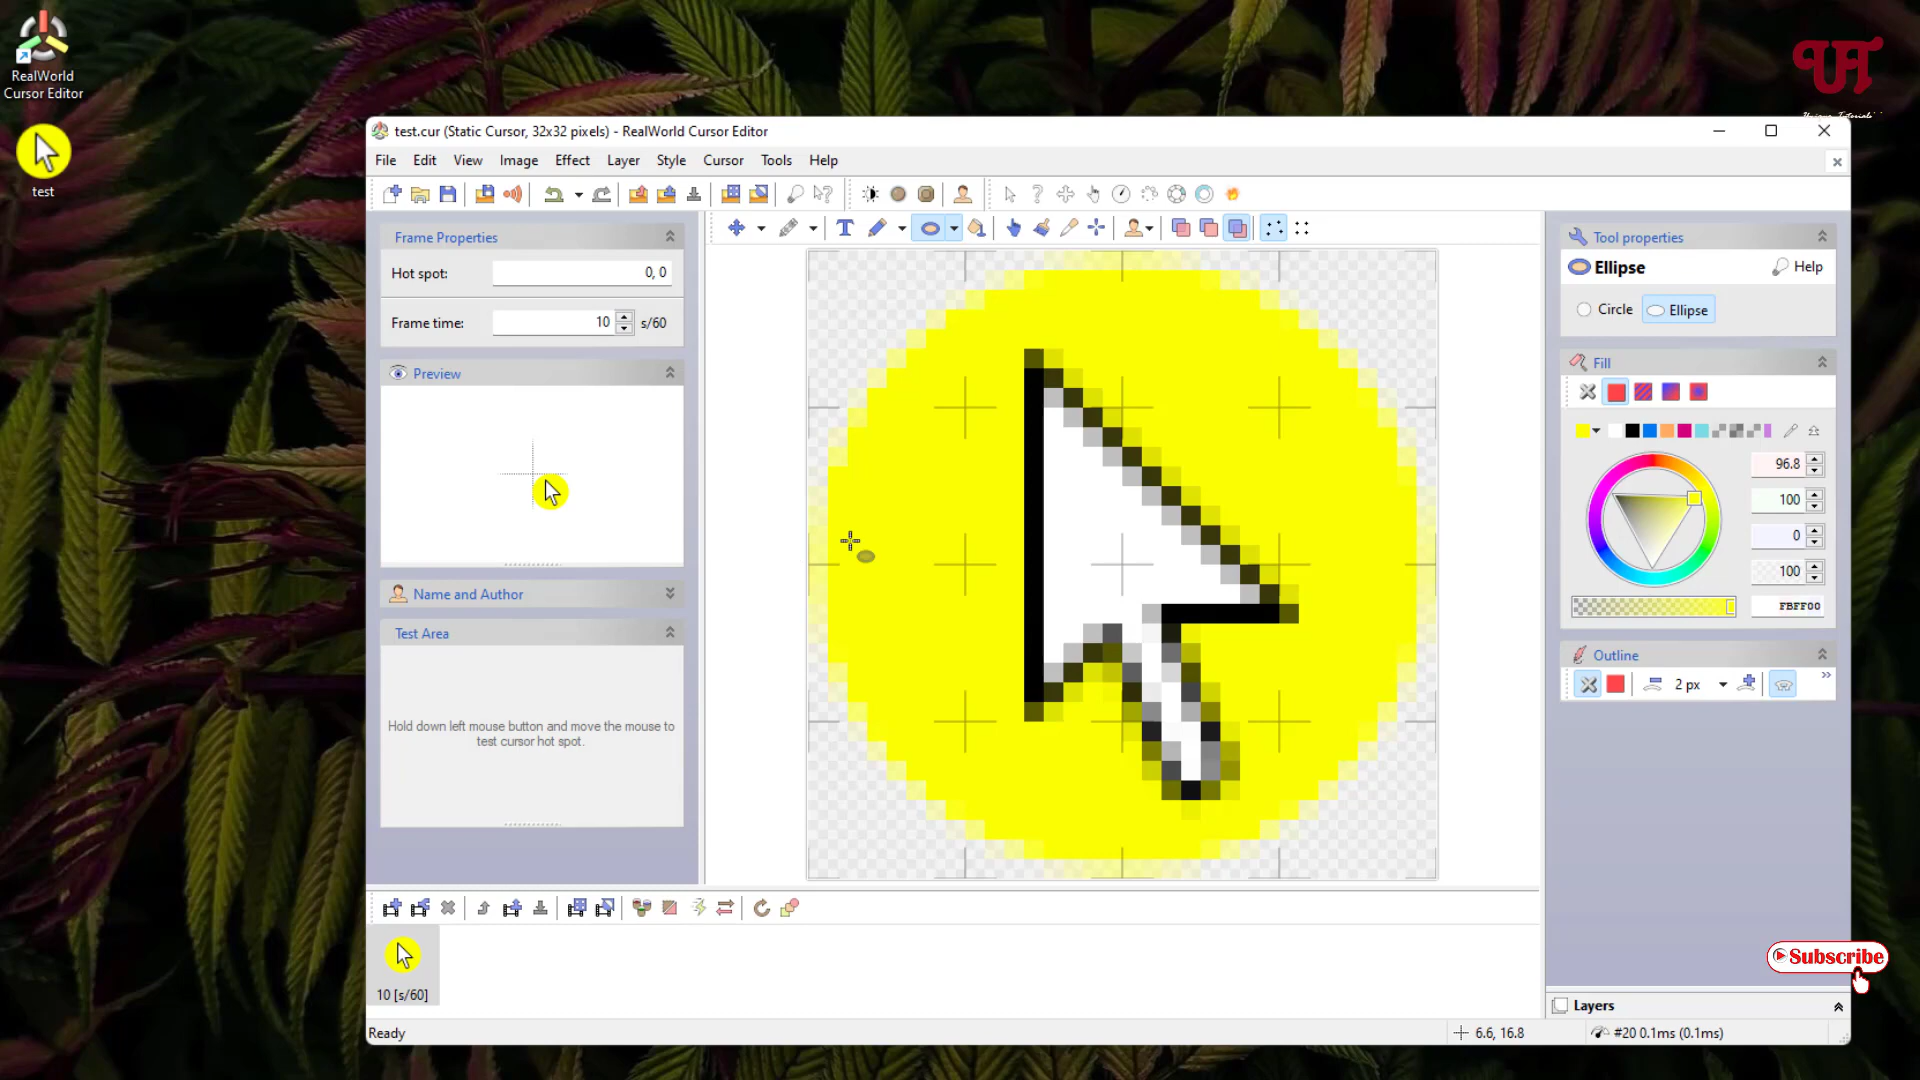 RealWorld
Cursor Editor
test
UT
Unique Tutorials
test.cur (Static Cursor, 32x32 pixels) - RealWorld Cursor Editor
File Edit View Image Effect Layer Style Cursor Tools Help
Frame Properties
Hot spot: 0, 0
Frame time: 10 s/60
Preview
Name and Author
Test Area
Hold down left mouse button and move the mouse to
test cursor hot spot.
Tool properties
Ellipse Help
Circle Ellipse
Fill
96.8
100
0
100
FBFF00
Outline
2 px
10 [s/60]
Subscribe
Layers
Ready 6.6, 16.8 #20 0.1ms (0.1ms)